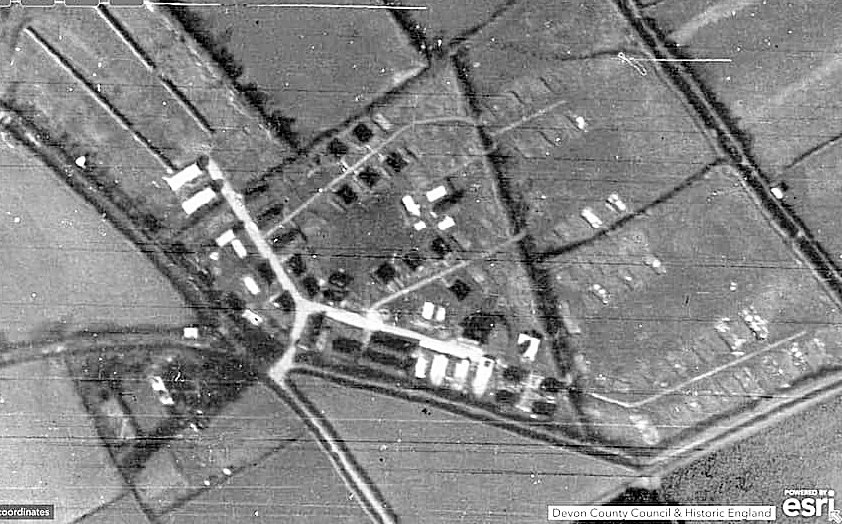 coordinates
Devon County Council & Historic England
POWERED BY
esri